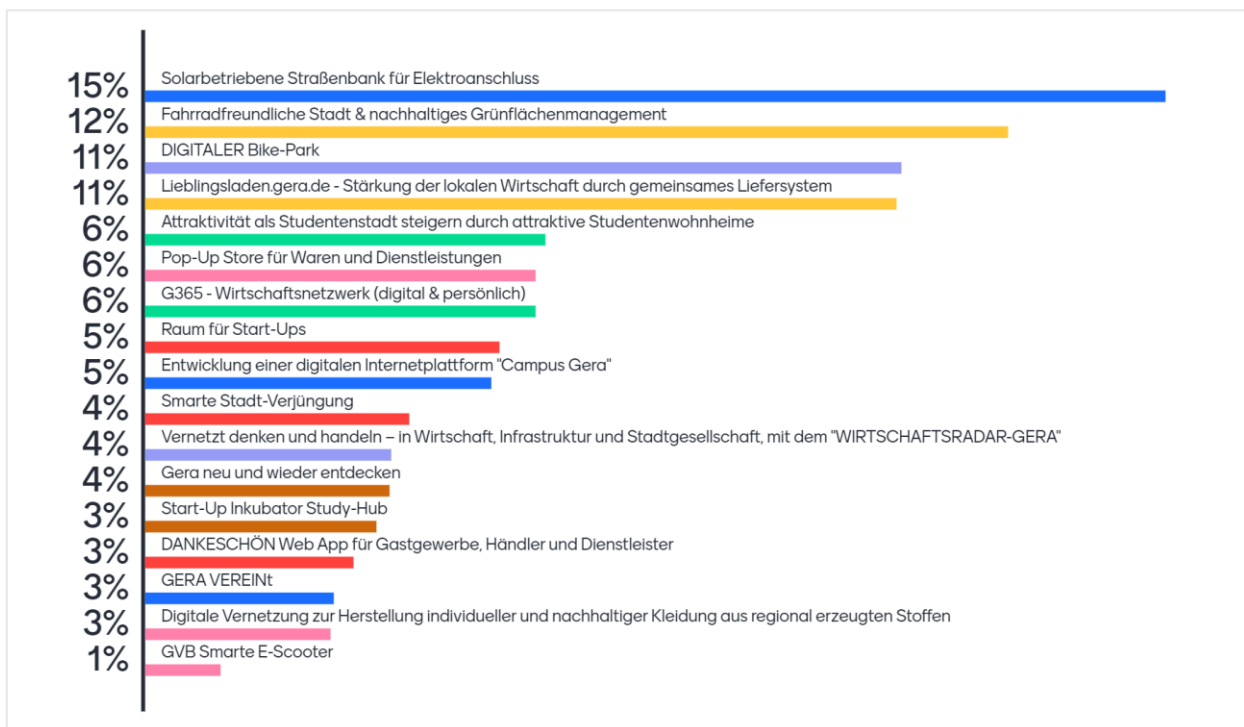 15%
Solarbetriebene Straßenbank für Elektroanschluss
12%
Fahrradfreundliche Stadt & nachhaltiges Grünflächenmanagement
11%
DIGITALER Bike-Park
11%
Lieblingsladen.gera.de - Stärkung der lokalen Wirtschaft durch gemeinsames Liefersystem
6%
Attraktivität als Studentenstadt steigern durch attraktive Studentenwohnheime
6%
Pop-Up Store für Waren und Dienstleistungen
6%
G365 - Wirtschaftsnetzwerk (digital & persönlich)
5%
Raum für Start-Ups
5%
Entwicklung einer digitalen Internetplattform "Campus Gera"
4%
Smarte Stadt-Verjüngung
4%
Vernetzt denken und handeln – in Wirtschaft, Infrastruktur und Stadtgesellschaft, mit dem "WIRTSCHAFTSRADAR-GERA"
4%
Gera neu und wieder entdecken
3%
Start-Up Inkubator Study-Hub
3%
DANKESCHÖN Web App für Gastgewerbe, Händler und Dienstleister
3%
GERA VEREINt
3%
Digitale Vernetzung zur Herstellung individueller und nachhaltiger Kleidung aus regional erzeugten Stoffen
1%
GVB Smarte E-Scooter